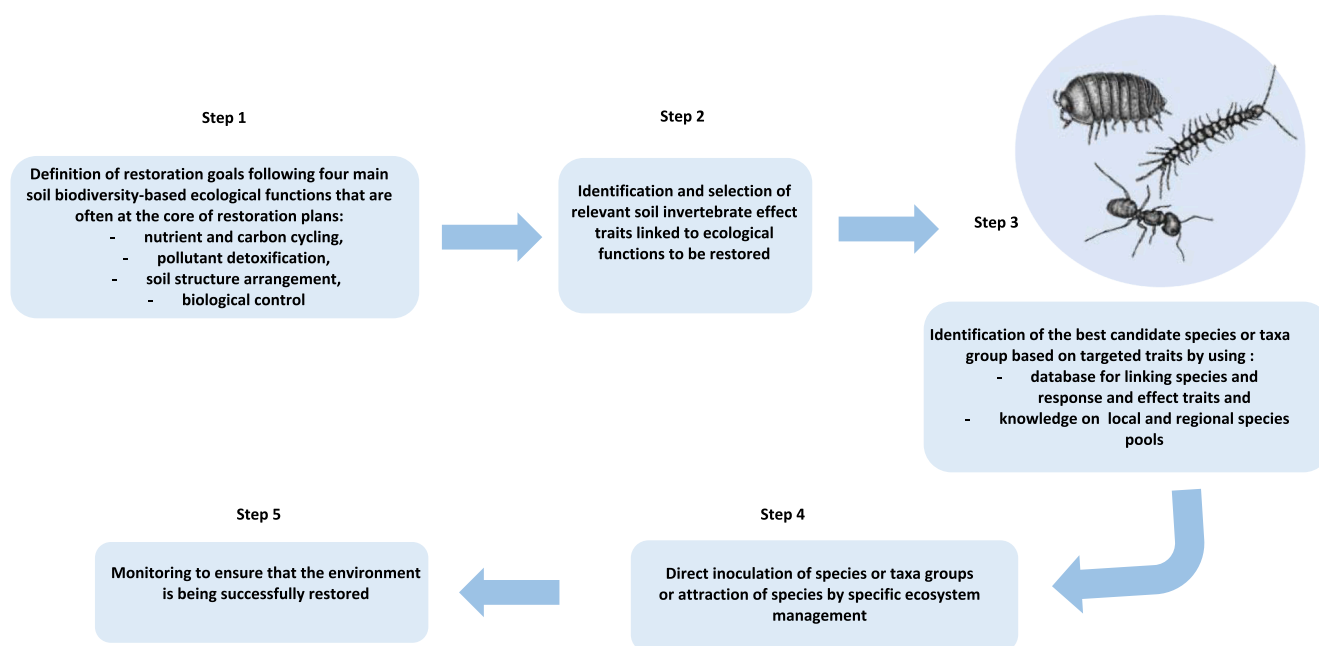 Step 1
Definition of restoration goals following four main
soil biodiversity-based ecological functions that are
often at the core of restoration plans:
- nutrient and carbon cycling,
- pollutant detoxification,
- soil structure arrangement,
- biological control
Step 2
Identification and selection of
relevant soil invertebrate effect
traits linked to ecological
functions to be restored
Step 3
Identification of the best candidate species or taxa
group based on targeted traits by using :
- database for linking species and
response and effect traits and
- knowledge on local and regional species
pools
Step 4
Direct inoculation of species or taxa groups
or attraction of species by specific ecosystem
management
Step 5
Monitoring to ensure that the environment
is being successfully restored